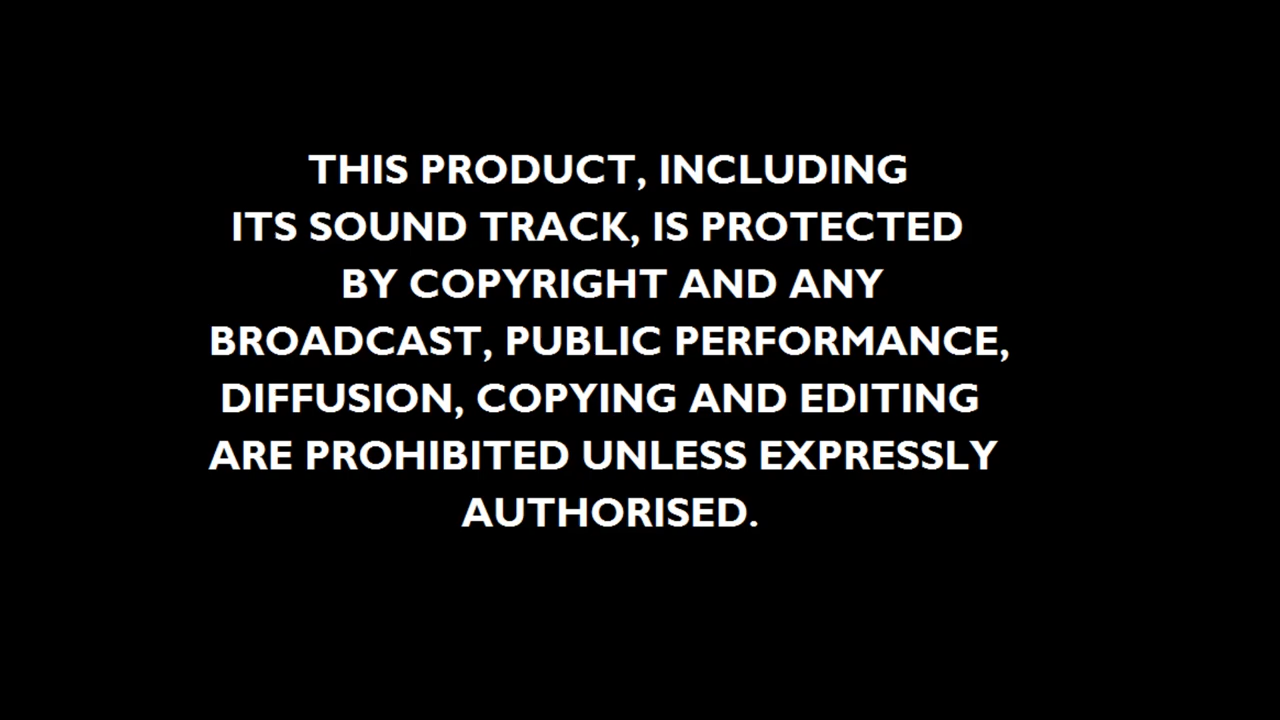 THIS PRODUCT, INCLUDING
ITS SOUND TRACK, IS PROTECTED
BY COPYRIGHT AND ANY
BROADCAST, PUBLIC PERFORMANCE,
DIFFUSION, COPYING AND EDITING
ARE PROHIBITED UNLESS EXPRESSLY
AUTHORISED.